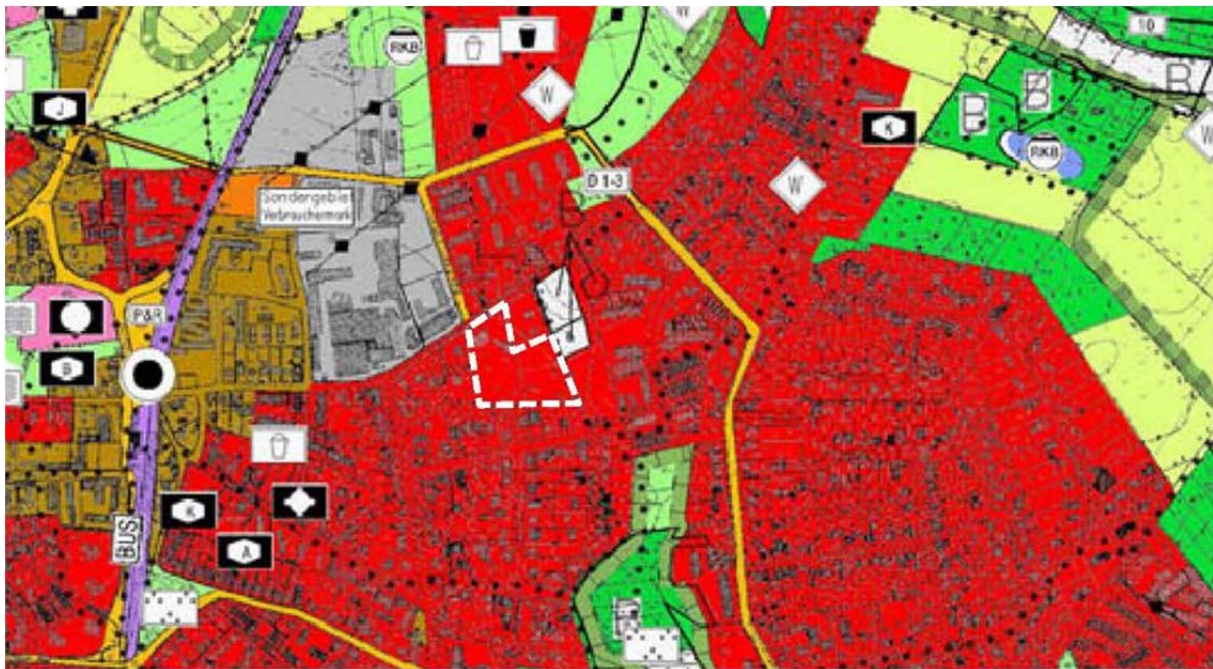 W
10
RKB
B
B
B
W
J
K
RKB
W
D 1-3
W
Sondergebiet
Verbrauchermarkt
P&R
B
K
BUS
A